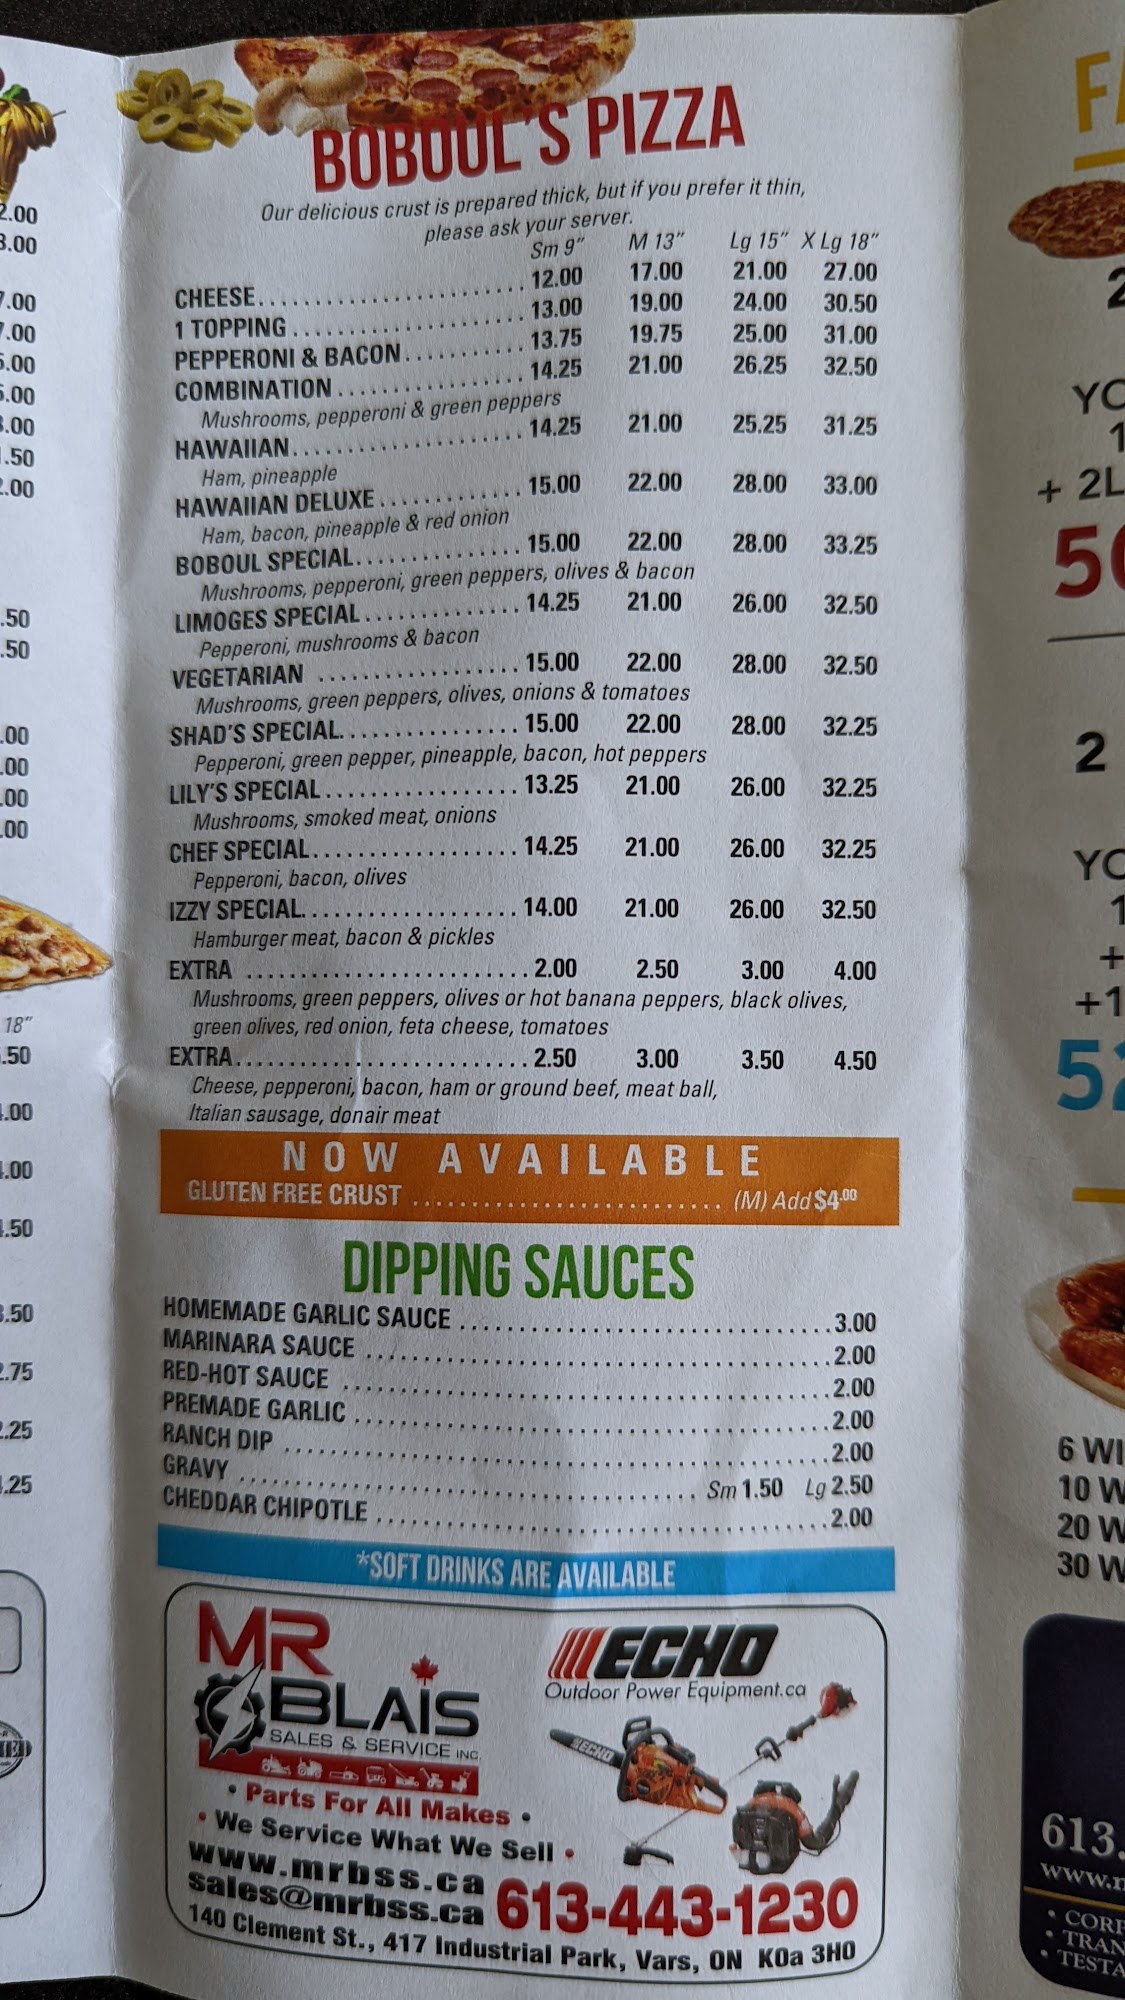 BOBOUL'S PIZZA
Our delicious crust is prepared thick, but if you prefer it thin,
please ask your server.
Sm 9" M 13" Lg 15" X Lg 18"
CHEESE 12.00 17.00 21.00 27.00
1 TOPPING 13.00 19.00 24.00 30.50
PEPPERONI & BACON 13.75 19.75 25.00 31.00
COMBINATION 14.25 21.00 26.25 32.50
Mushrooms, pepperoni & green peppers
HAWAIIAN 14.25 21.00 25.25 31.25
Ham, pineapple
HAWAIIAN DELUXE 15.00 22.00 28.00 33.00
Ham, bacon, pineapple & red onion
BOBOUL SPECIAL 15.00 22.00 28.00 33.25
Mushrooms, pepperoni, green peppers, olives & bacon
LIMOGES SPECIAL 14.25 21.00 26.00 32.50
Pepperoni, mushrooms & bacon
VEGETARIAN 15.00 22.00 28.00 32.50
Mushrooms, green peppers, olives, onions & tomatoes
SHAD'S SPECIAL 15.00 22.00 28.00 32.25
Pepperoni, green pepper, pineapple, bacon, hot peppers
LILY'S SPECIAL 13.25 21.00 26.00 32.25
Mushrooms, smoked meat, onions
CHEF SPECIAL 14.25 21.00 26.00 32.25
Pepperoni, bacon, olives
IZZY SPECIAL 14.00 21.00 26.00 32.50
Hamburger meat, bacon & pickles
EXTRA 2.00 2.50 3.00 4.00
Mushrooms, green peppers, olives or hot banana peppers, black olives,
green olives, red onion, feta cheese, tomatoes
EXTRA 2.50 3.00 3.50 4.50
Cheese, pepperoni, bacon, ham or ground beef, meat ball,
Italian sausage, donair meat
NOW AVAILABLE
GLUTEN FREE CRUST (M) Add $4.00
DIPPING SAUCES
HOMEMADE GARLIC SAUCE 3.00
MARINARA SAUCE 2.00
RED-HOT SAUCE 2.00
PREMADE GARLIC 2.00
RANCH DIP 2.00
GRAVY Sm 1.50 Lg 2.50
CHEDDAR CHIPOTLE 2.00
*SOFT DRINKS ARE AVAILABLE
MR
BLAIS
SALES & SERVICE INC.
• Parts For All Makes •
• We Service What We Sell •
www.mrbss.ca
sales@mrbss.ca
ECHO
Outdoor Power Equipment.ca
ECHO
613-443-1230
140 Clement St., 417 Industrial Park, Vars, ON K0a 3H0
18"
+ 2L
2
+
+1
6 WI
10 W
20 W
30 W
613.